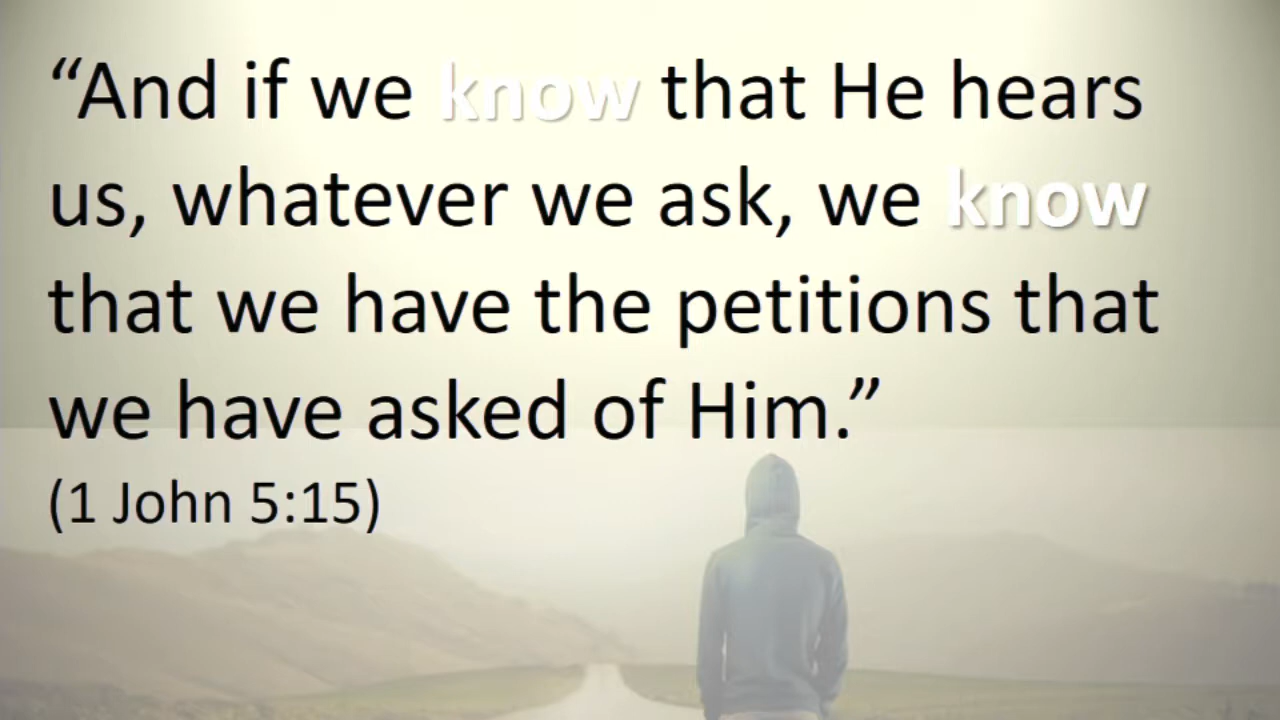 “And if we know that He hears
us, whatever we ask, we know
that we have the petitions that
we have asked of Him.”
(1 John 5:15)